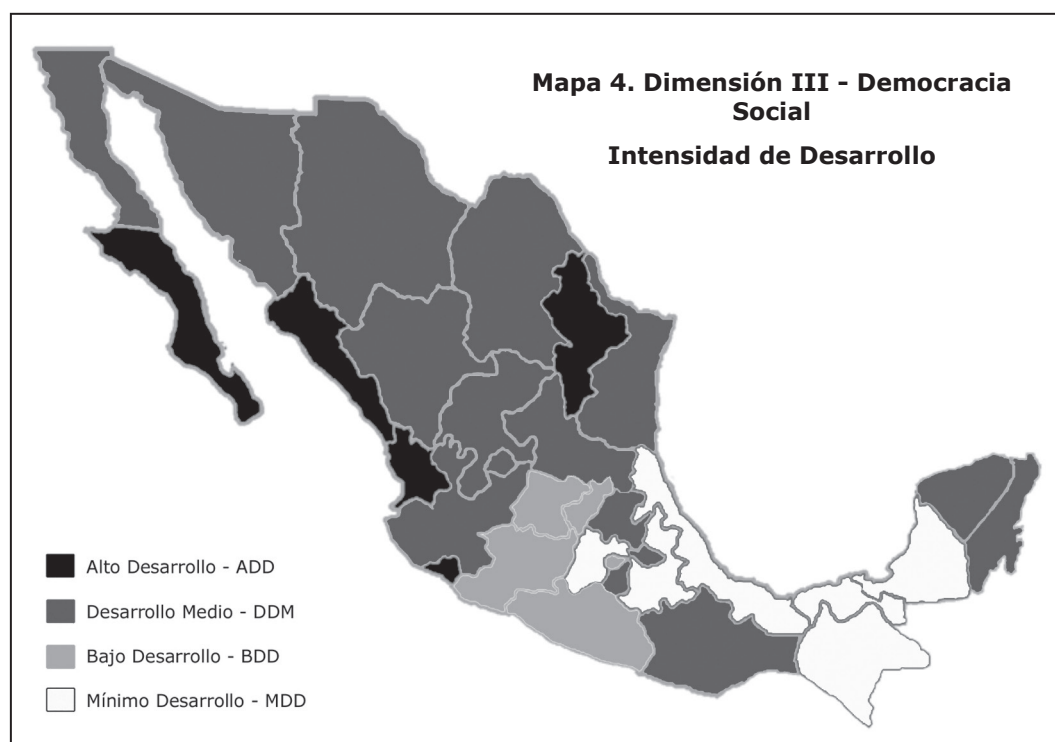 Mapa 4. Dimensión III - Democracia
Social
Intensidad de Desarrollo
Alto Desarrollo - ADD
Desarrollo Medio - DDM
Bajo Desarrollo - BDD
Mínimo Desarrollo - MDD